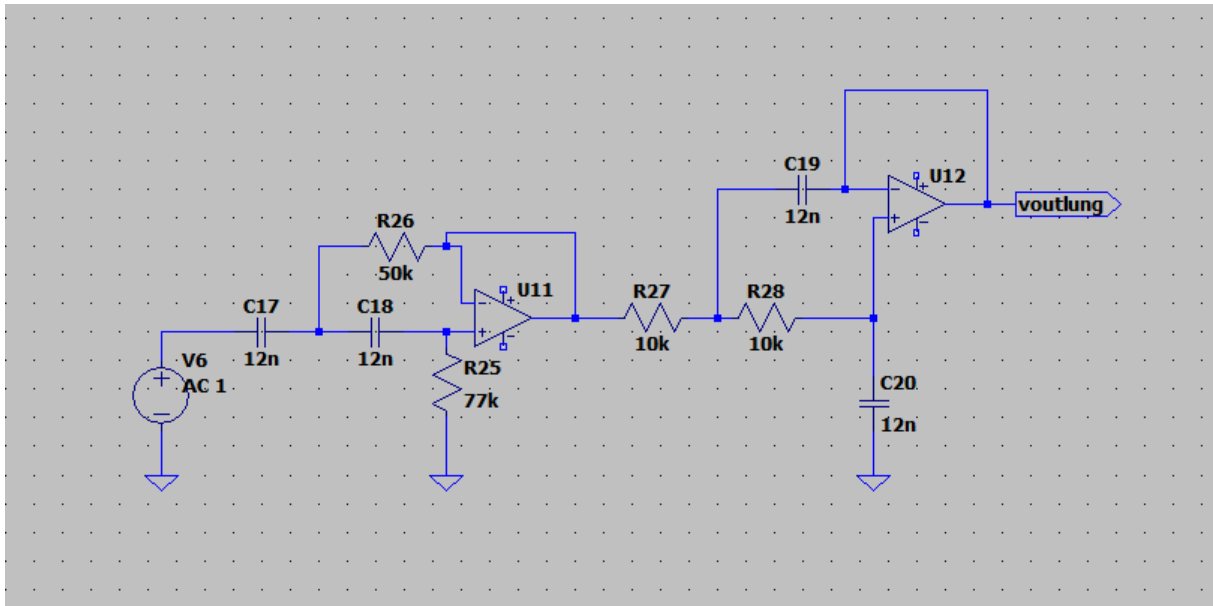 C19
U12
12n
voutlung
R26
50k
U11
C17
C18
12n
12n
R27
R28
10k
10k
V6
AC 1
R25
77k
C20
12n